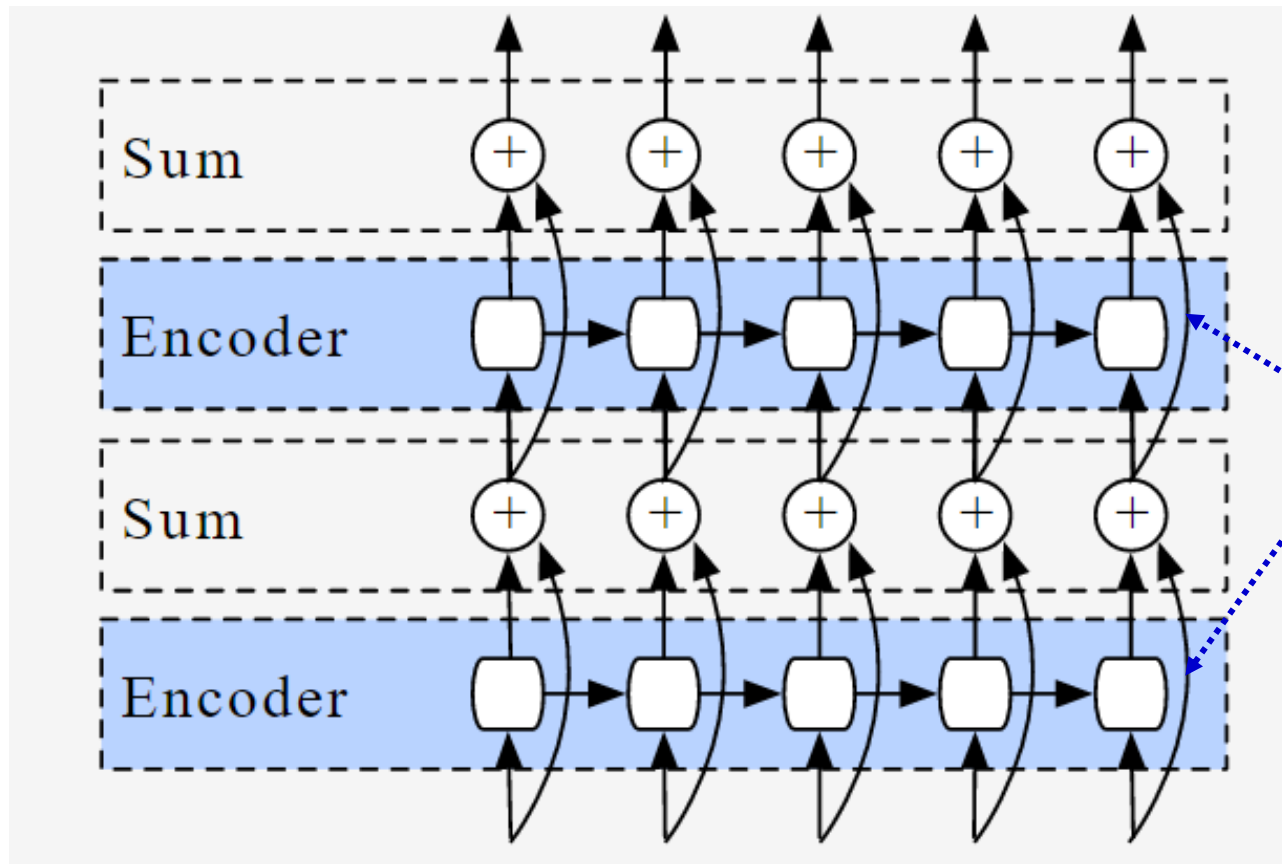 Sum
+ + + + +
Encoder
Sum
+ + + + +
Encoder